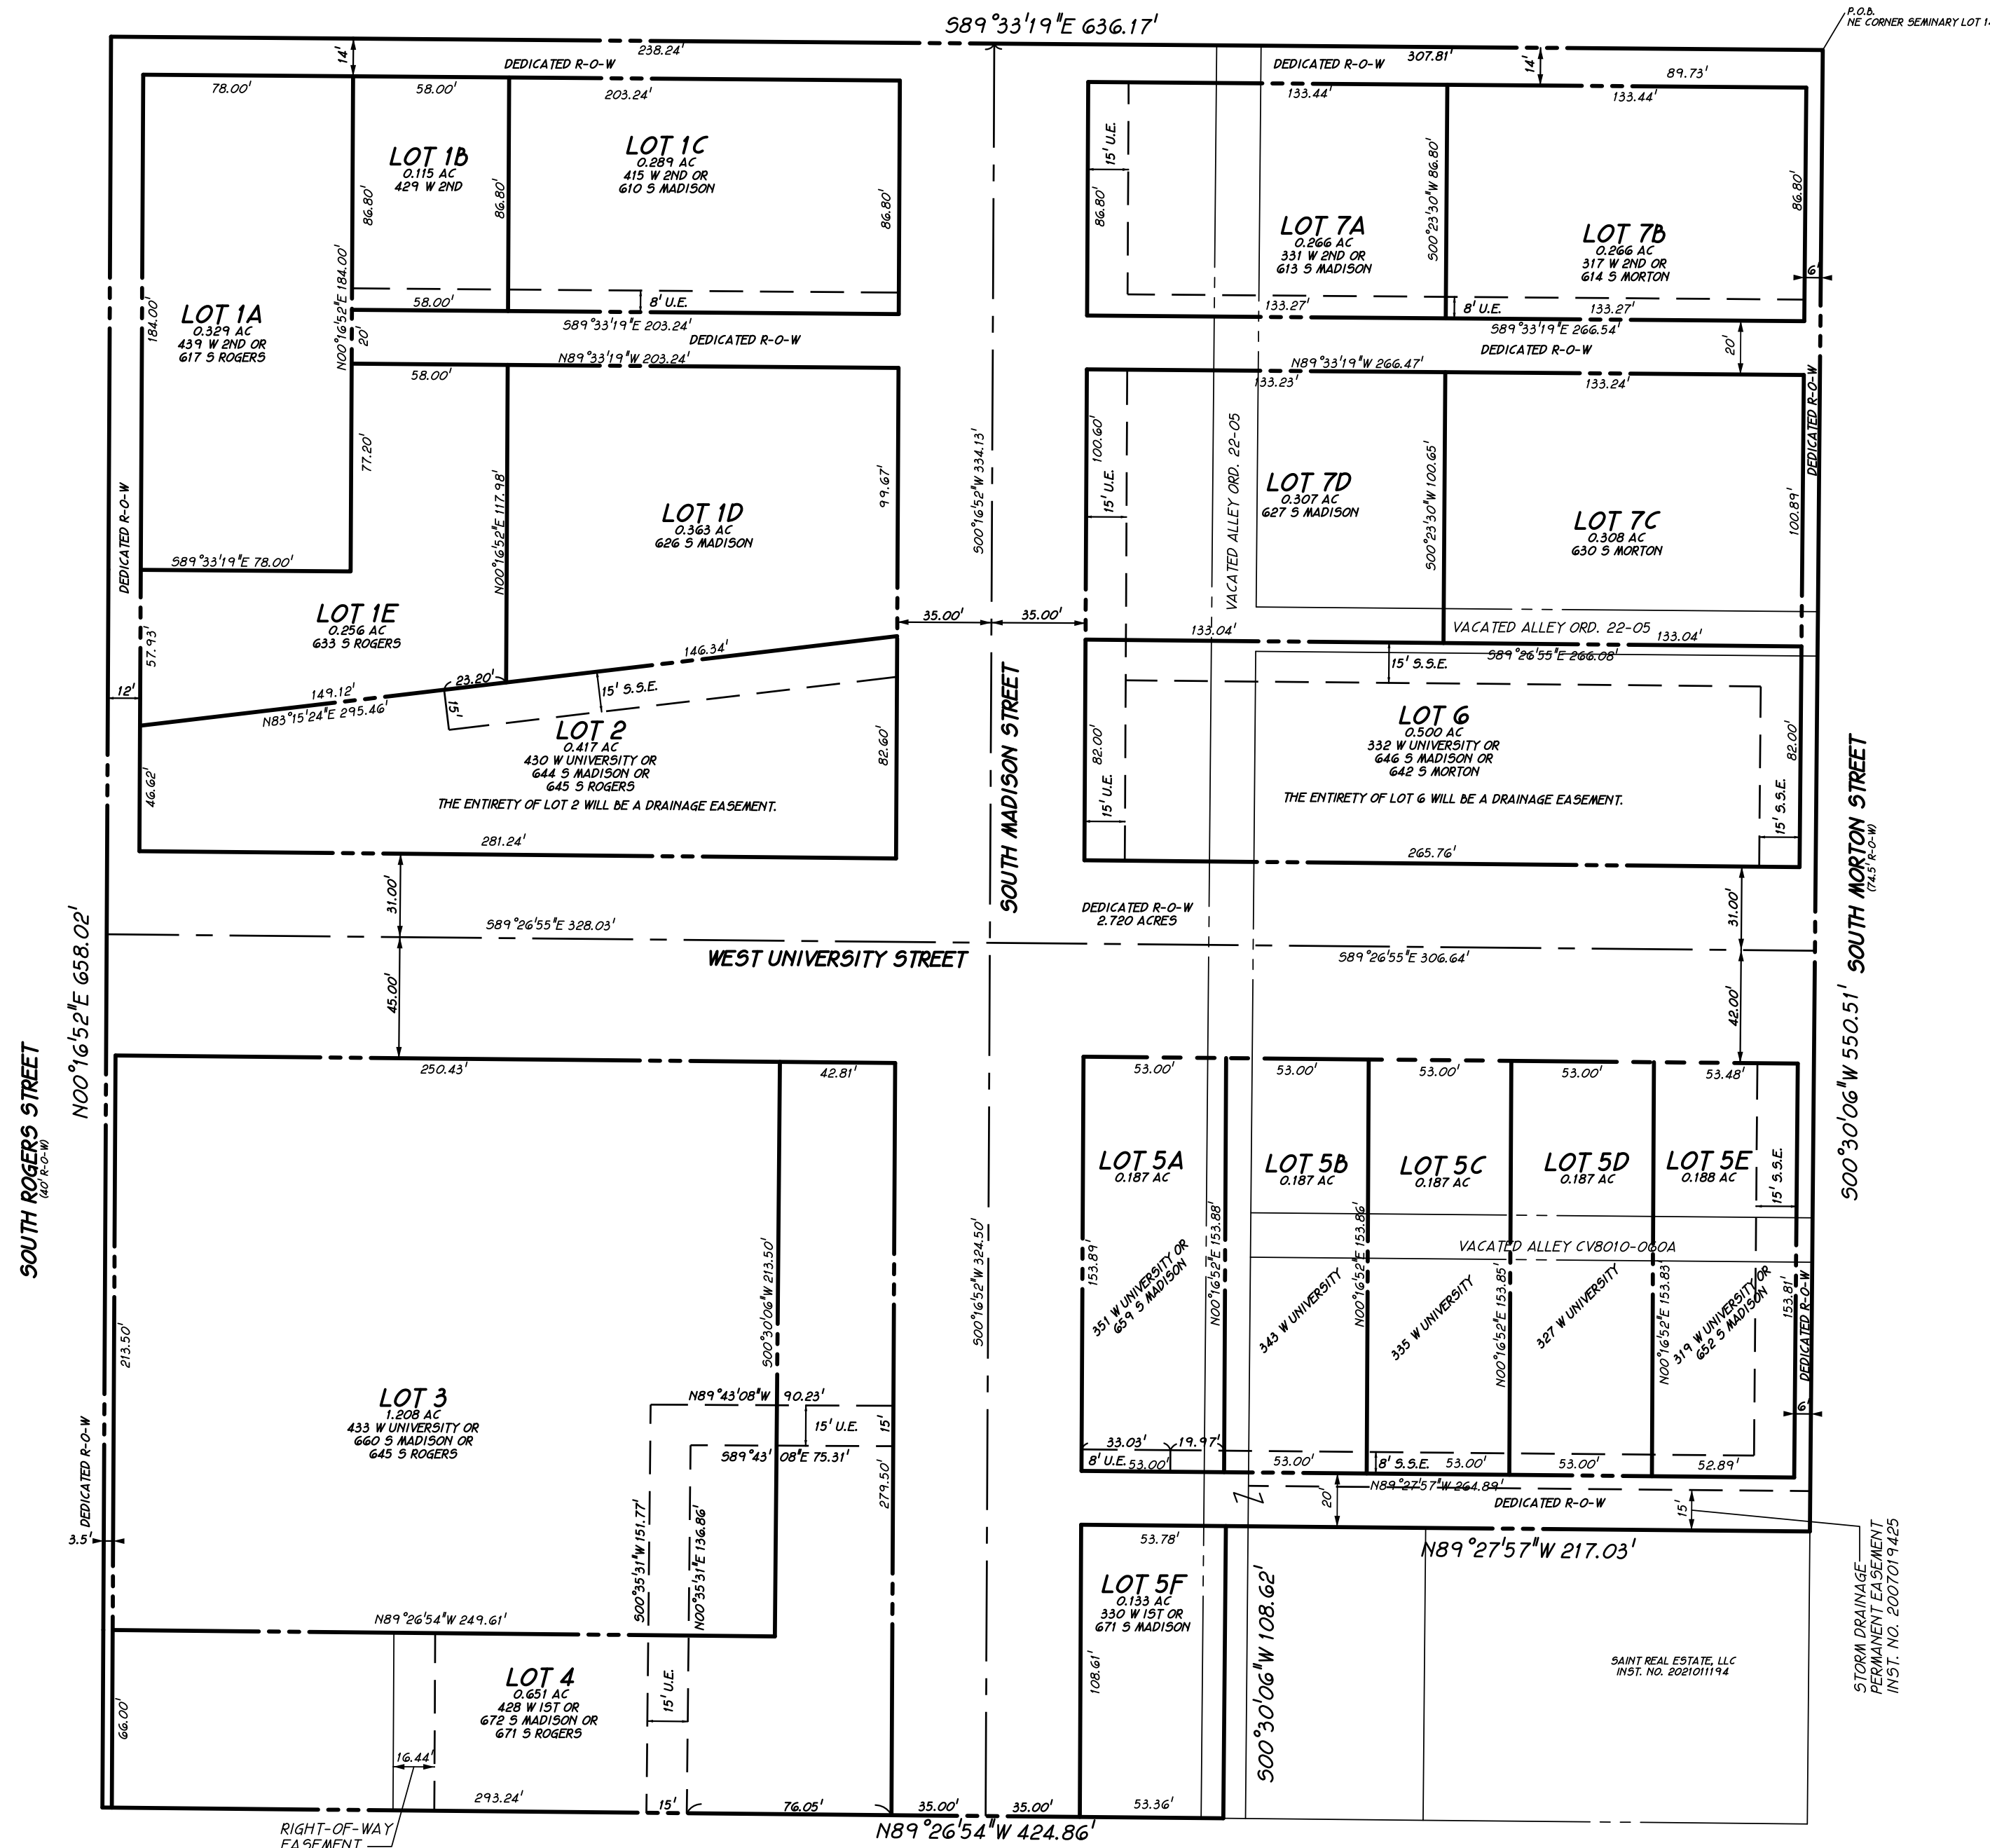 S89°33'19"E 636.17'
P.O.B.
NE CORNER SEMINARY LOT 1
14'
238.24'
DEDICATED R-O-W
DEDICATED R-O-W
307.81'
14'
89.73'
78.00'
58.00'
203.24'
133.44'
133.44'
LOT 1A
0.329 AC
439 W 2ND OR
617 S ROGERS
184.00'
N00°16'52"E 184.00'
LOT 1B
0.115 AC
429 W 2ND
86.80'
86.80'
LOT 1C
0.289 AC
415 W 2ND OR
610 S MADISON
86.80'
58.00'
8' U.E.
S89°33'19"E 203.24'
20'
DEDICATED R-O-W
N89°33'19"W 203.24'
58.00'
15' U.E.
86.80'
LOT 7A
0.266 AC
331 W 2ND OR
613 S MADISON
S00°23'30"W 86.80'
LOT 7B
0.266 AC
317 W 2ND OR
614 S MORTON
86.80'
6'
133.27'
8' U.E.
133.27'
S89°33'19"E 266.54'
DEDICATED R-O-W
20'
N89°33'19"W 266.47'
133.23'
133.24'
DEDICATED R-O-W
77.20'
N00°16'52"E 117.98'
LOT 1D
0.363 AC
626 S MADISON
99.67'
S00°16'52"W 334.13'
100.60'
15' U.E.
VACATED ALLEY ORD. 22-05
LOT 7D
0.307 AC
627 S MADISON
S00°23'30"W 100.65'
LOT 7C
0.308 AC
630 S MORTON
100.89'
DEDICATED R-O-W
S89°33'19"E 78.00'
LOT 1E
0.256 AC
633 S ROGERS
57.93'
35.00'
35.00'
133.04'
VACATED ALLEY ORD. 22-05
133.04'
S89°26'55"E 266.08'
15' S.S.E.
12'
149.12'
N83°15'24"E 295.46'
23.20'
146.34'
15'
15' S.S.E.
LOT 2
0.417 AC
430 W UNIVERSITY OR
644 S MADISON OR
645 S ROGERS
THE ENTIRETY OF LOT 2 WILL BE A DRAINAGE EASEMENT.
46.62'
82.60'
281.24'
SOUTH MADISON STREET
LOT 6
0.500 AC
332 W UNIVERSITY OR
646 S MADISON OR
642 S MORTON
THE ENTIRETY OF LOT 6 WILL BE A DRAINAGE EASEMENT.
82.00'
15' U.E.
82.00'
15' S.S.E.
265.76'
SOUTH MORTON STREET
(74.5' R-O-W)
31.00'
DEDICATED R-O-W
2.720 ACRES
31.00'
S89°26'55"E 328.03'
WEST UNIVERSITY STREET
S89°26'55"E 306.64'
45.00'
42.00'
N00°16'52"E 658.02'
SOUTH ROGERS STREET
(40' R-O-W)
S00°30'06"W 550.51'
250.43'
42.81'
53.00'
53.00'
53.00'
53.00'
53.48'
LOT 5A
0.187 AC
LOT 5B
0.187 AC
LOT 5C
0.187 AC
LOT 5D
0.187 AC
LOT 5E
0.188 AC
15' S.S.E.
VACATED ALLEY CV8010-060A
153.89'
351 W UNIVERSITY OR
659 S MADISON
N00°16'52"E 153.88'
343 W UNIVERSITY
N00°16'52"E 153.86'
335 W UNIVERSITY
N00°16'52"E 153.85'
327 W UNIVERSITY
N00°16'52"E 153.83'
319 W UNIVERSITY OR
652 S MADISON
153.81'
DEDICATED R-O-W
6'
213.50'
S00°30'06"W 213.50'
S00°16'52"W 324.50'
LOT 3
1.208 AC
433 W UNIVERSITY OR
660 S MADISON OR
645 S ROGERS
N89°43'08"W 90.23'
15' U.E.
15'
S89°43'08"E 75.31'
279.50'
DEDICATED R-O-W
3.5'
S00°35'31"W 151.77'
N00°35'31"E 136.86'
33.03'
19.97'
8' U.E.
53.00'
53.00'
8' S.S.E.
53.00'
53.00'
52.89'
N89°27'57"W 264.89'
20'
DEDICATED R-O-W
15'
N89°27'57"W 217.03'
53.78'
LOT 5F
0.133 AC
330 W 1ST OR
671 S MADISON
108.61'
S00°30'06"W 108.62'
SAINT REAL ESTATE, LLC
INST. NO. 2021011194
STORM DRAINAGE
PERMANENT EASEMENT
INST. NO. 2007019425
N89°26'54"W 249.61'
LOT 4
0.651 AC
428 W 1ST OR
672 S MADISON OR
671 S ROGERS
66.00'
15' U.E.
16.44'
293.24'
15'
76.05'
35.00'
35.00'
53.36'
N89°26'54"W 424.86'
RIGHT-OF-WAY
EASEMENT